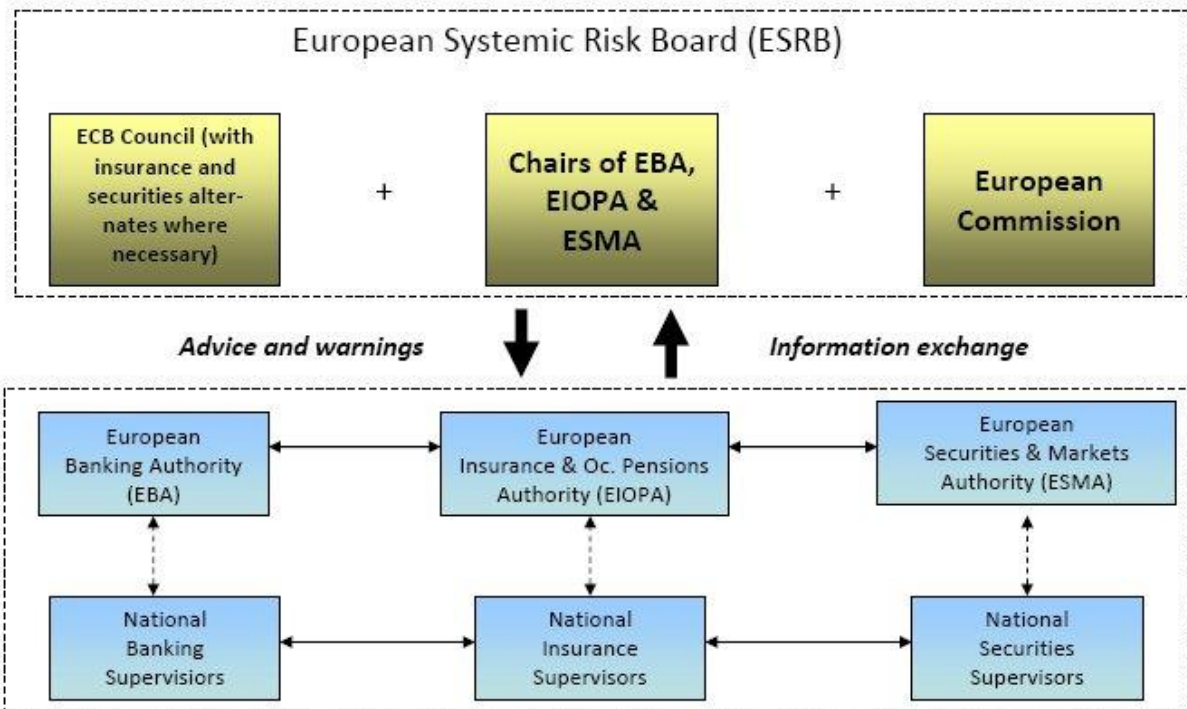 European Systemic Risk Board (ESRB)
ECB Council (with
insurance and
securities alter-
nates where
necessary)
+
Chairs of EBA,
EIOPA &
ESMA
+
European
Commission
Advice and warnings
Information exchange
European
Banking Authority
(EBA)
European
Insurance & Oc. Pensions
Authority (EIOPA)
European
Securities & Markets
Authority (ESMA)
National
Banking
Supervisiors
National
Insurance
Supervisors
National
Securities
Supervisors